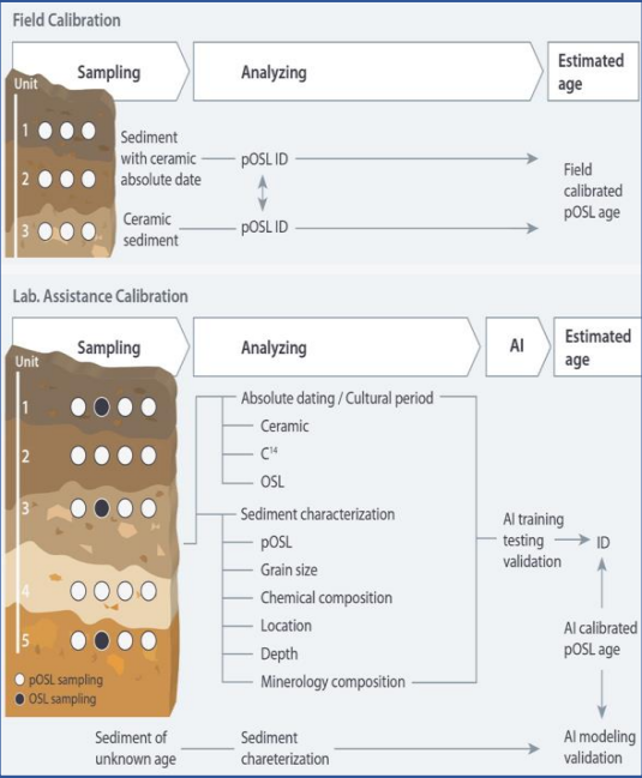 Field Calibration
Sampling
Analyzing
Estimated
age
Unit
1
2
3
Sediment
with ceramic
absolute date
pOSL ID
Ceramic
sediment
pOSL ID
Field
calibrated
pOSL age
Lab. Assistance Calibration
Sampling
Analyzing
AI
Estimated
age
Unit
1
2
3
4
5
pOSL sampling
OSL sampling
Absolute dating / Cultural period
Ceramic
C¹⁴
OSL
Sediment characterization
pOSL
Grain size
Chemical composition
Location
Depth
Minerology composition
AI training
testing
validation
ID
AI calibrated
pOSL age
Sediment of
unknown age
Sediment
chareterization
AI modeling
validation